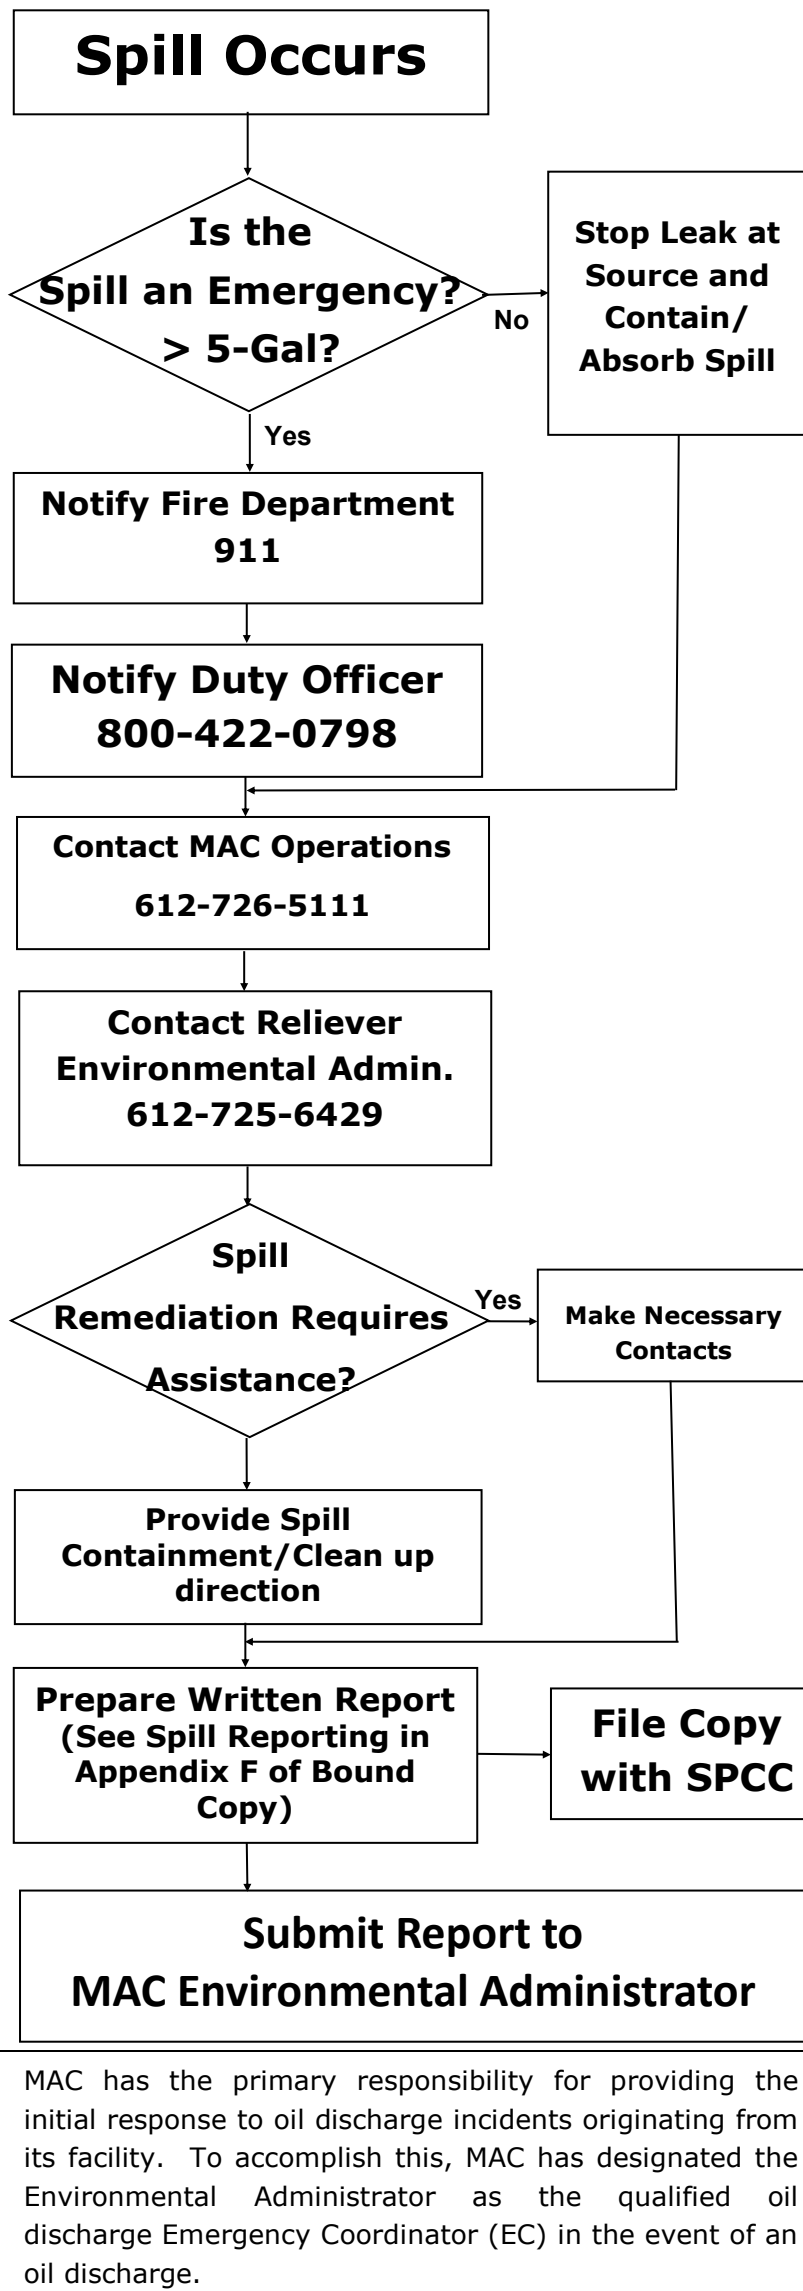 Spill Occurs
Is the
Spill an Emergency?
> 5-Gal?
No
Stop Leak at
Source and
Contain/
Absorb Spill
Yes
Notify Fire Department
911
Notify Duty Officer
800-422-0798
Contact MAC Operations
612-726-5111
Contact Reliever
Environmental Admin.
612-725-6429
Spill
Remediation Requires
Assistance?
Yes
Make Necessary
Contacts
Provide Spill
Containment/Clean up
direction
Prepare Written Report
(See Spill Reporting in
Appendix F of Bound
Copy)
File Copy
with SPCC
Submit Report to
MAC Environmental Administrator
MAC has the primary responsibility for providing the
initial response to oil discharge incidents originating from
its facility. To accomplish this, MAC has designated the
Environmental Administrator as the qualified oil
discharge Emergency Coordinator (EC) in the event of an
oil discharge.